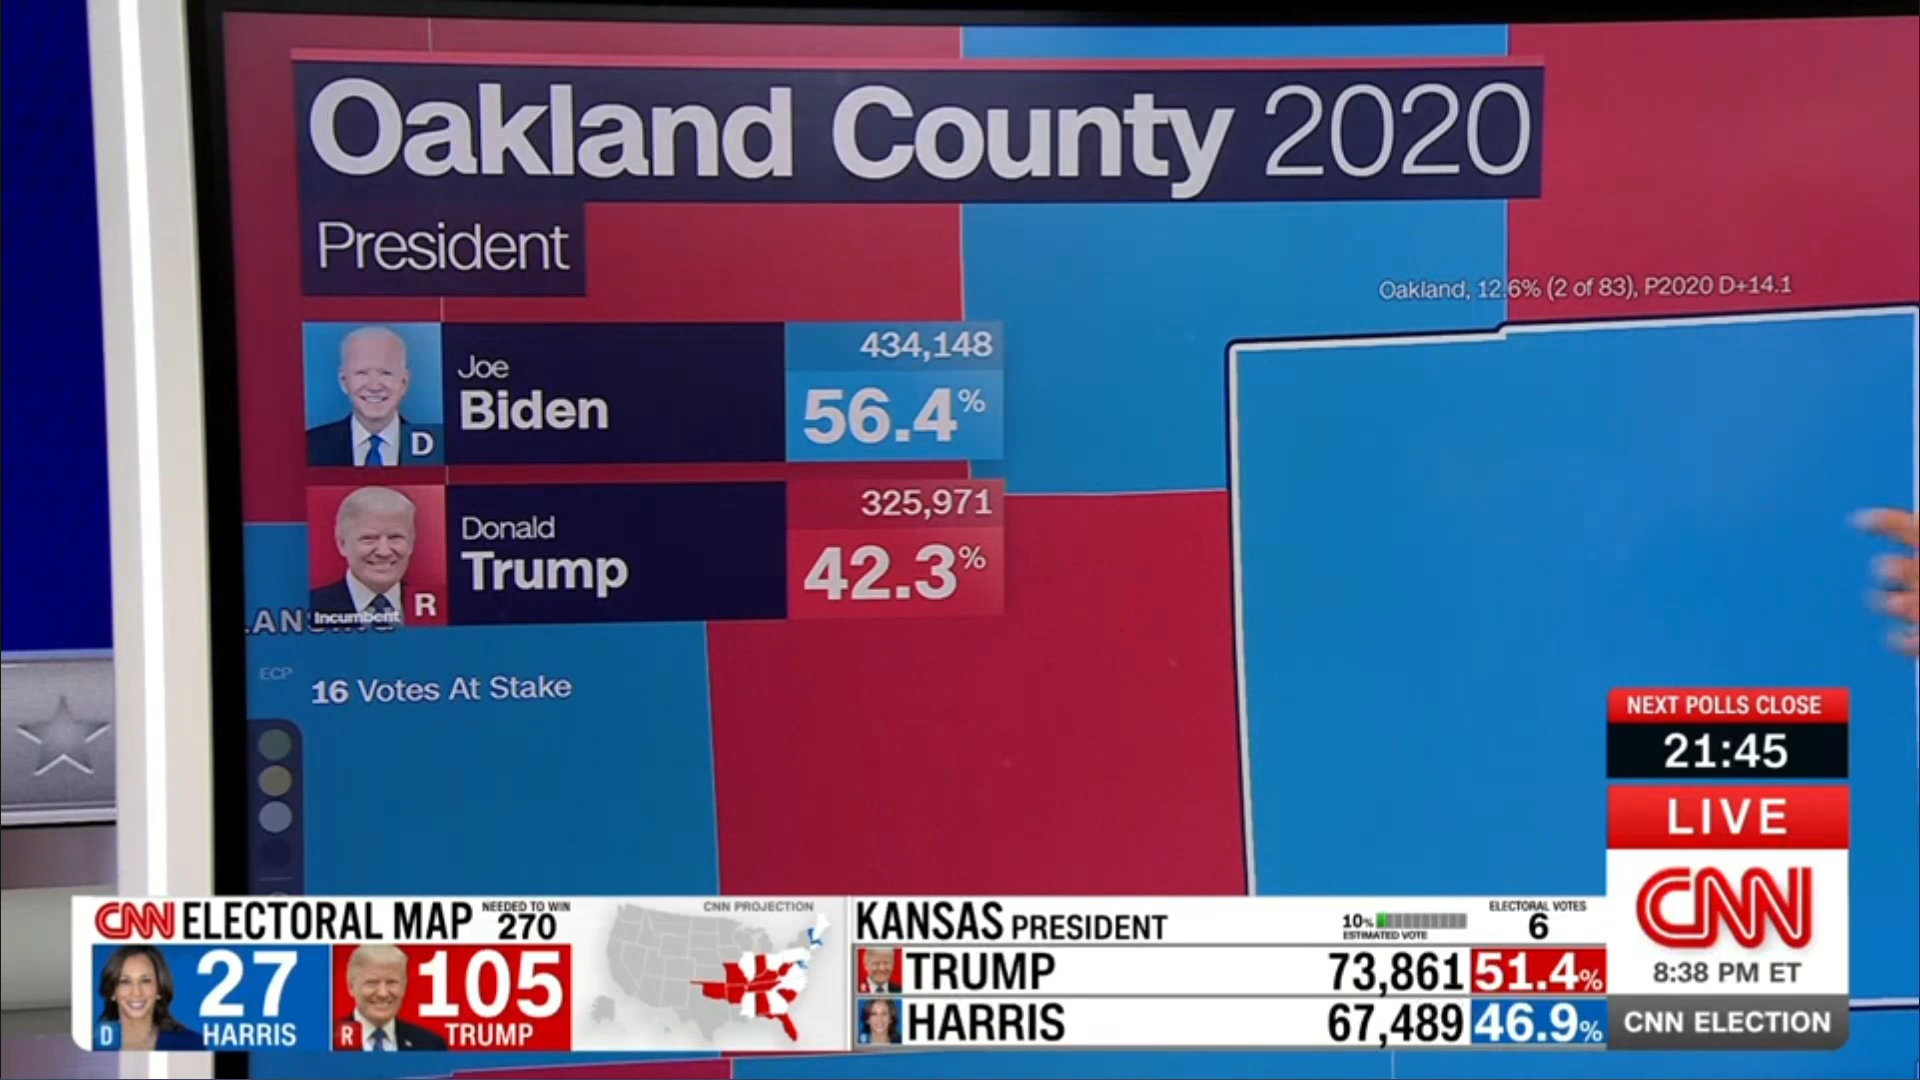 Oakland County 2020
President
Oakland, 12.6% (2 of 83), P2020 D+14.1
Joe
Biden
D
434,148
56.4%
Donald
Trump
Incumbent
R
325,971
42.3%
ECP
16 Votes At Stake
NEXT POLLS CLOSE
21:45
LIVE
CNN
8:38 PM ET
CNN ELECTION
CNN ELECTORAL MAP
NEEDED TO WIN
270
CNN PROJECTION
D
27
HARRIS
R
105
TRUMP
KANSAS PRESIDENT
10%
ESTIMATED VOTE
ELECTORAL VOTES
6
TRUMP 73,861 51.4%
HARRIS 67,489 46.9%